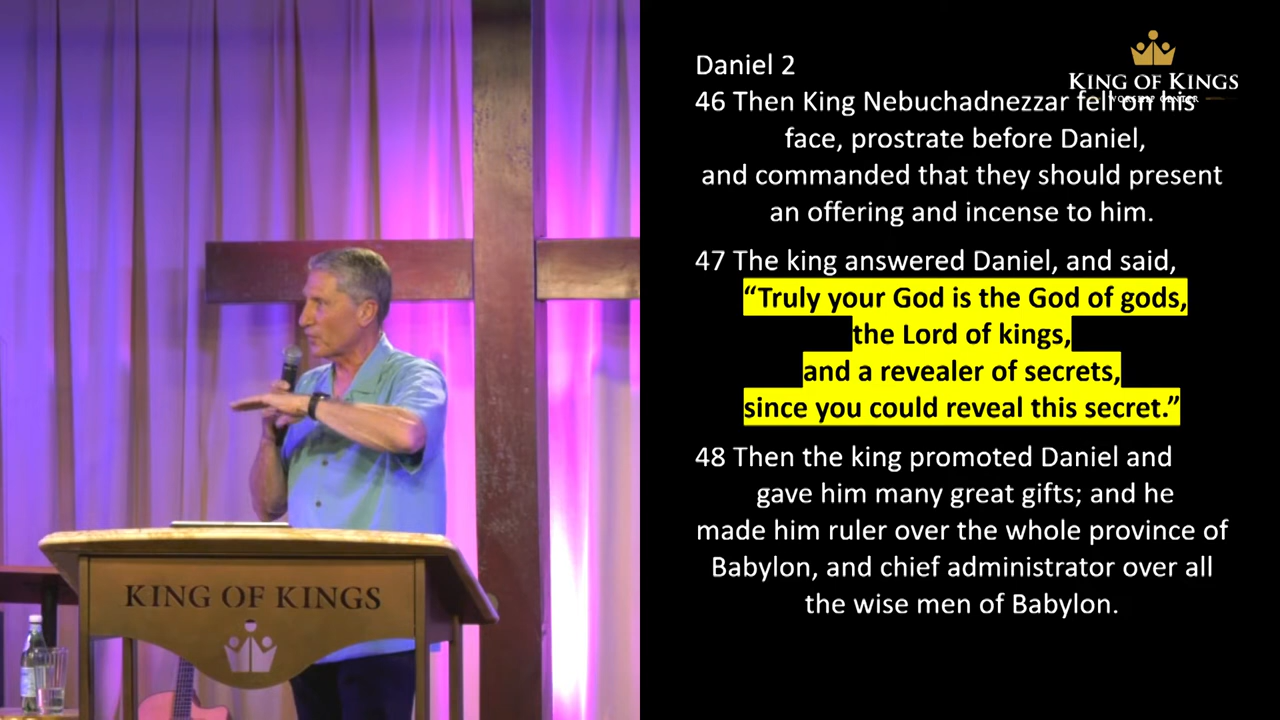 KING OF KINGS
Daniel 2
KING OF KINGS
WORSHIP CENTER
46 Then King Nebuchadnezzar fell on his
face, prostrate before Daniel,
and commanded that they should present
an offering and incense to him.
47 The king answered Daniel, and said,
“Truly your God is the God of gods,
the Lord of kings,
and a revealer of secrets,
since you could reveal this secret.”
48 Then the king promoted Daniel and
gave him many great gifts; and he
made him ruler over the whole province of
Babylon, and chief administrator over all
the wise men of Babylon.